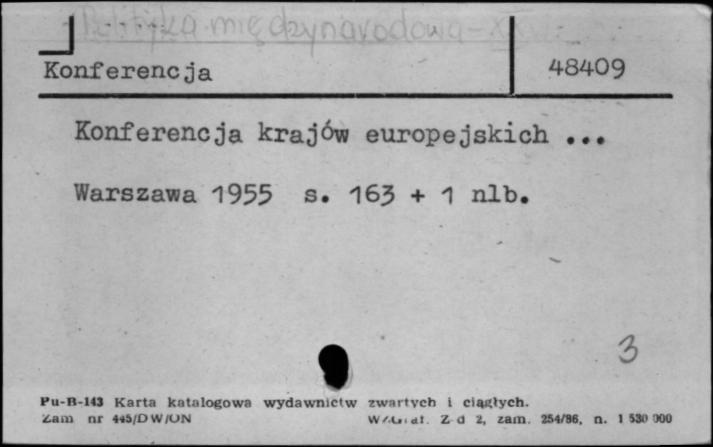 Polityka międzynarodowa - XX w.
Konferencja 48409
Konferencja krajów europejskich ...
Warszawa 1955 s. 163 + 1 nlb.
3
Pu-B-143 Karta katalogowa wydawnictw zwartych i ciągłych.
Zam nr 445/DW/ON Z-d 2, zam. 254/86, n. 1 530 000